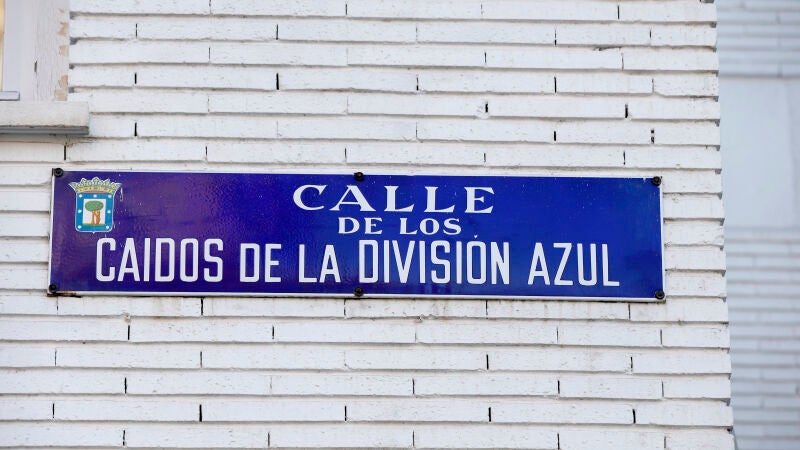 CALLE
DE LOS
CAIDOS DE LA DIVISIÓN AZUL